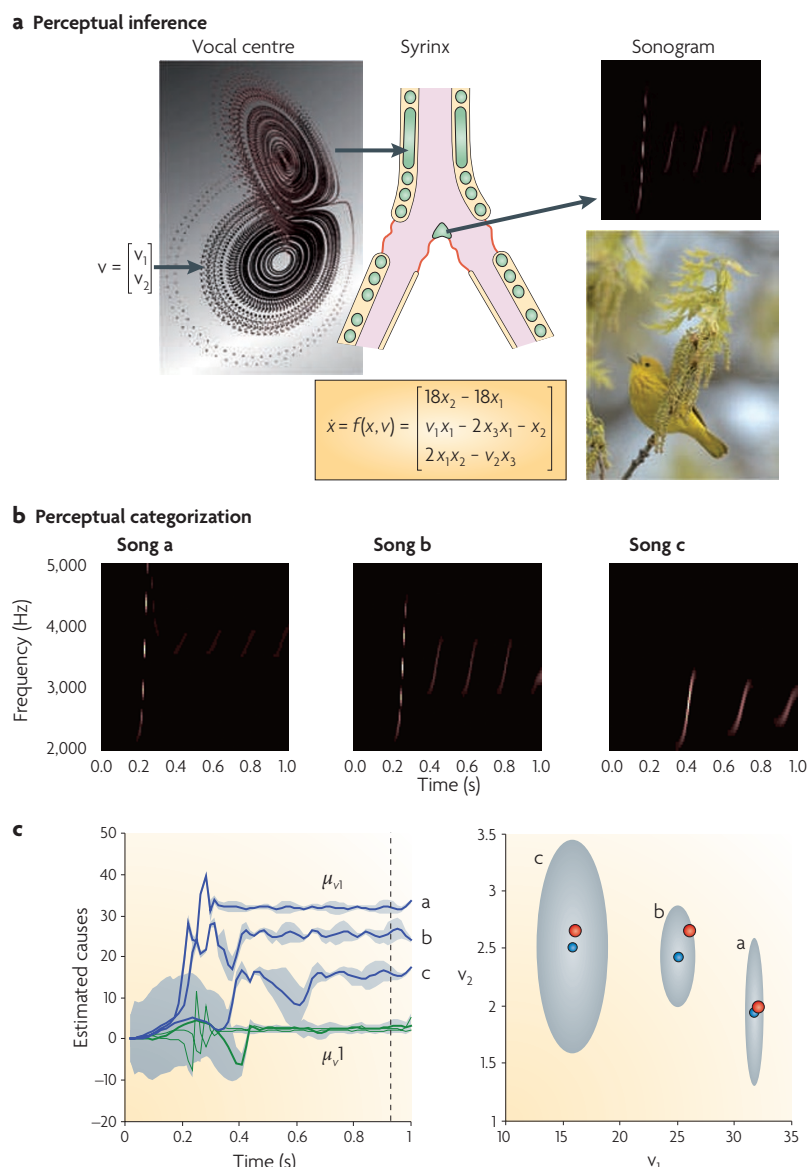 a Perceptual inference
Vocal centre
Syrinx
Sonogram
v = [v₁
v₂]
ẋ = f(x, v) = [18x₂ – 18x₁
v₁x₁ – 2x₃x₁ – x₂
2x₁x₂ – v₂x₃]
b Perceptual categorization
Song a
Song b
Song c
Frequency (Hz)
5,000
4,000
3,000
2,000
0.0 0.2 0.4 0.6 0.8 1.0
0.0 0.2 0.4 0.6 0.8 1.0
0.0 0.2 0.4 0.6 0.8 1.0
Time (s)
c
Estimated causes
50
40
30
20
10
0
–10
–20
μᵥ1
a
b
c
μᵥ1
0 0.2 0.4 0.6 0.8 1
Time (s)
v₂
3.5
3
2.5
2
1.5
1
c
b
a
10 15 20 25 30 35
v₁